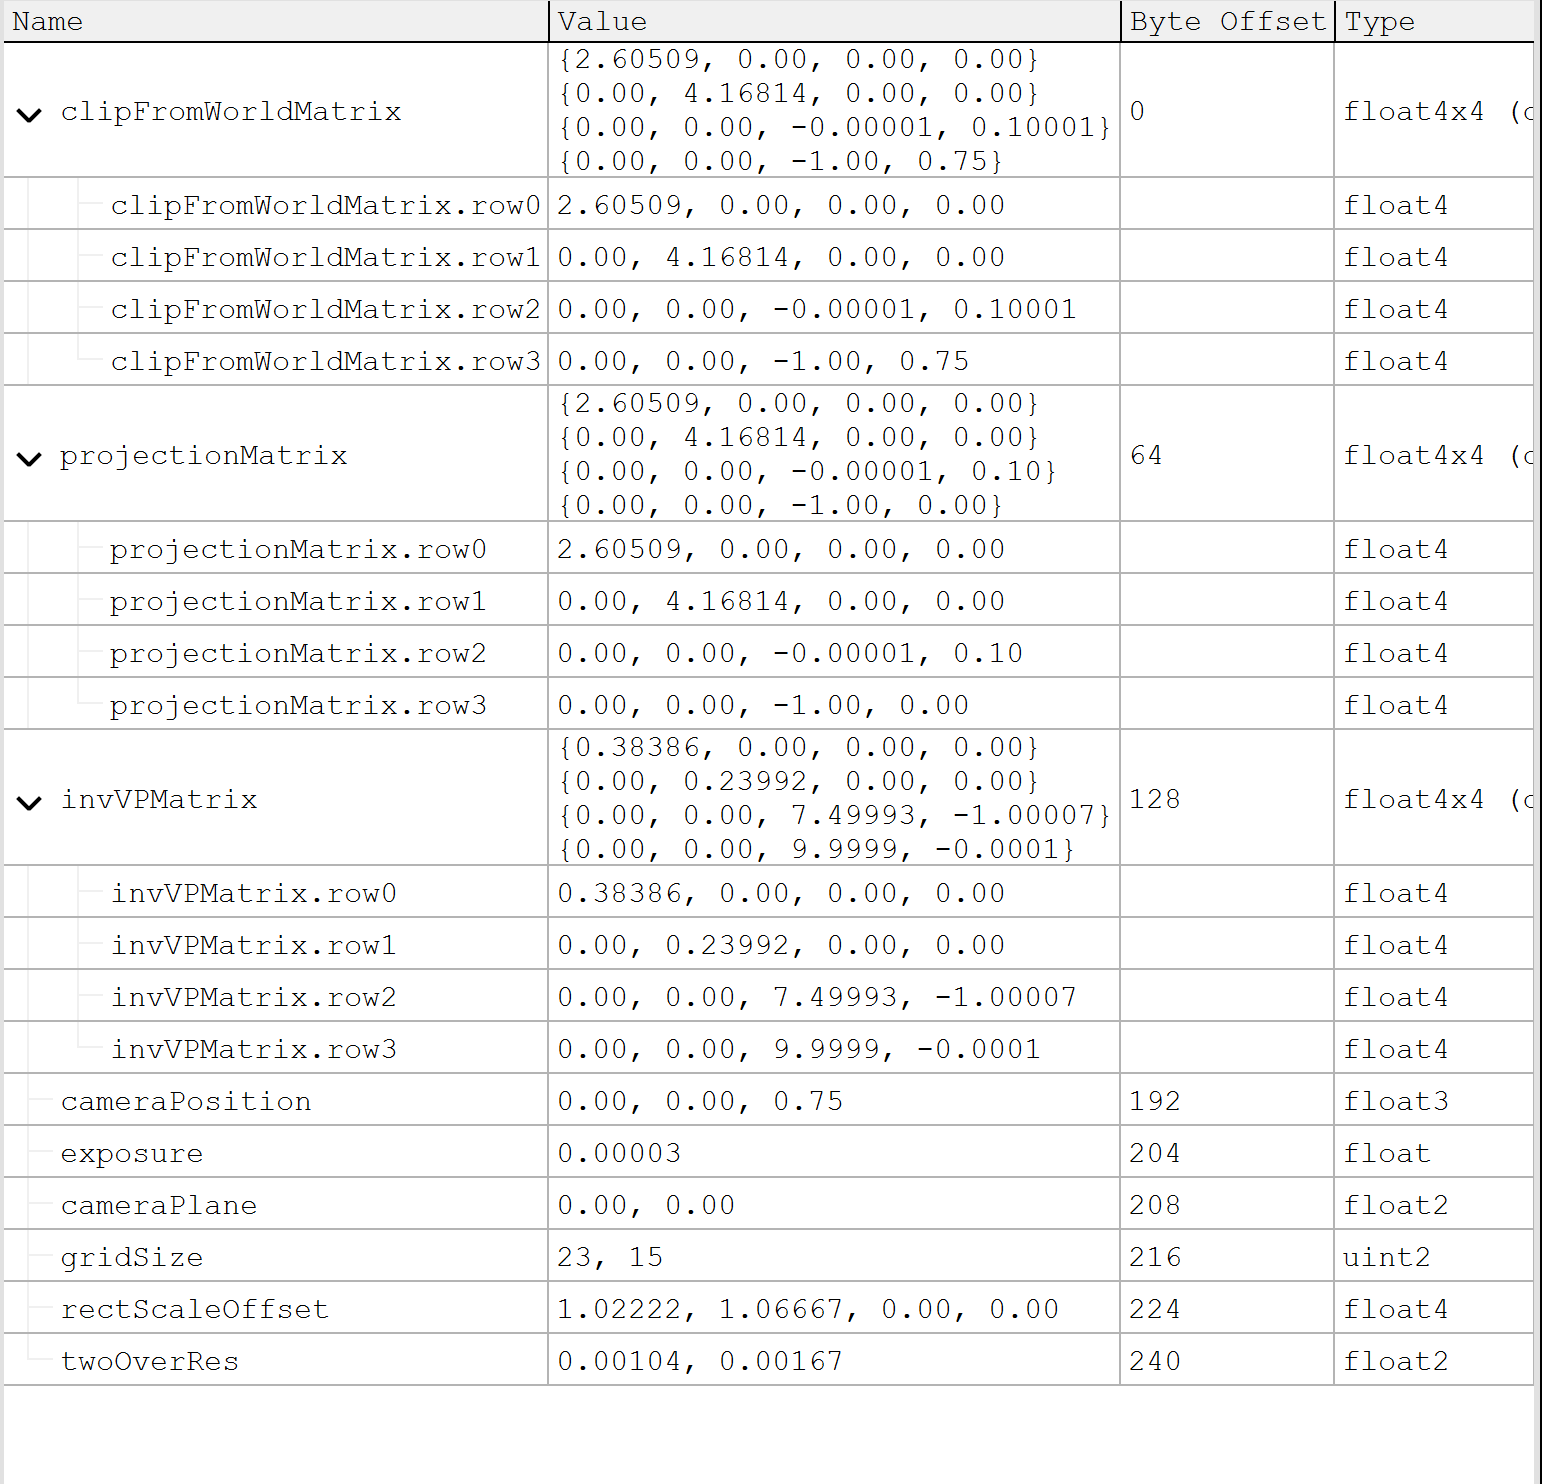 Name Value Byte Offset Type
{2.60509, 0.00, 0.00, 0.00}
{0.00, 4.16814, 0.00, 0.00}
clipFromWorldMatrix 0 float4x4 (c
{0.00, 0.00, -0.00001, 0.10001}
{0.00, 0.00, -1.00, 0.75}
clipFromWorldMatrix.row0 2.60509, 0.00, 0.00, 0.00 float4
clipFromWorldMatrix.row1 0.00, 4.16814, 0.00, 0.00 float4
clipFromWorldMatrix.row2 0.00, 0.00, -0.00001, 0.10001 float4
clipFromWorldMatrix.row3 0.00, 0.00, -1.00, 0.75 float4
{2.60509, 0.00, 0.00, 0.00}
{0.00, 4.16814, 0.00, 0.00}
projectionMatrix 64 float4x4 (c
{0.00, 0.00, -0.00001, 0.10}
{0.00, 0.00, -1.00, 0.00}
projectionMatrix.row0 2.60509, 0.00, 0.00, 0.00 float4
projectionMatrix.row1 0.00, 4.16814, 0.00, 0.00 float4
projectionMatrix.row2 0.00, 0.00, -0.00001, 0.10 float4
projectionMatrix.row3 0.00, 0.00, -1.00, 0.00 float4
{0.38386, 0.00, 0.00, 0.00}
{0.00, 0.23992, 0.00, 0.00}
invVPMatrix 128 float4x4 (c
{0.00, 0.00, 7.49993, -1.00007}
{0.00, 0.00, 9.9999, -0.0001}
invVPMatrix.row0 0.38386, 0.00, 0.00, 0.00 float4
invVPMatrix.row1 0.00, 0.23992, 0.00, 0.00 float4
invVPMatrix.row2 0.00, 0.00, 7.49993, -1.00007 float4
invVPMatrix.row3 0.00, 0.00, 9.9999, -0.0001 float4
cameraPosition 0.00, 0.00, 0.75 192 float3
exposure 0.00003 204 float
cameraPlane 0.00, 0.00 208 float2
gridSize 23, 15 216 uint2
rectScaleOffset 1.02222, 1.06667, 0.00, 0.00 224 float4
twoOverRes 0.00104, 0.00167 240 float2